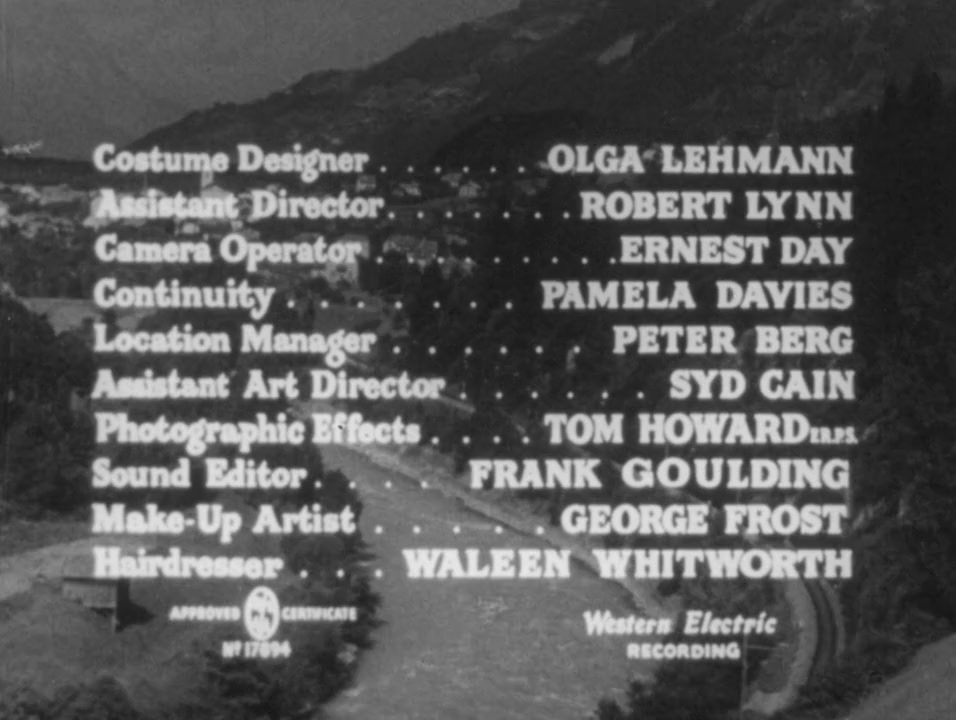 Costume Designer . . . . . . OLGA LEHMANN
Assistant Director . . . . . . . ROBERT LYNN
Camera Operator . . . . . . . . . ERNEST DAY
Continuity . . . . . . . . PAMELA DAVIES
Location Manager . . . . . . PETER BERG
Assistant Art Director . . . . . . SYD CAIN
Photographic Effects . . . . TOM HOWARD F.R.P.S.
Sound Editor . . . . FRANK GOULDING
Make-Up Artist . . . . . GEORGE FROST
Hairdresser . . . WALEEN WHITWORTH
APPROVED CERTIFICATE
Nº 17894
Western Electric
RECORDING